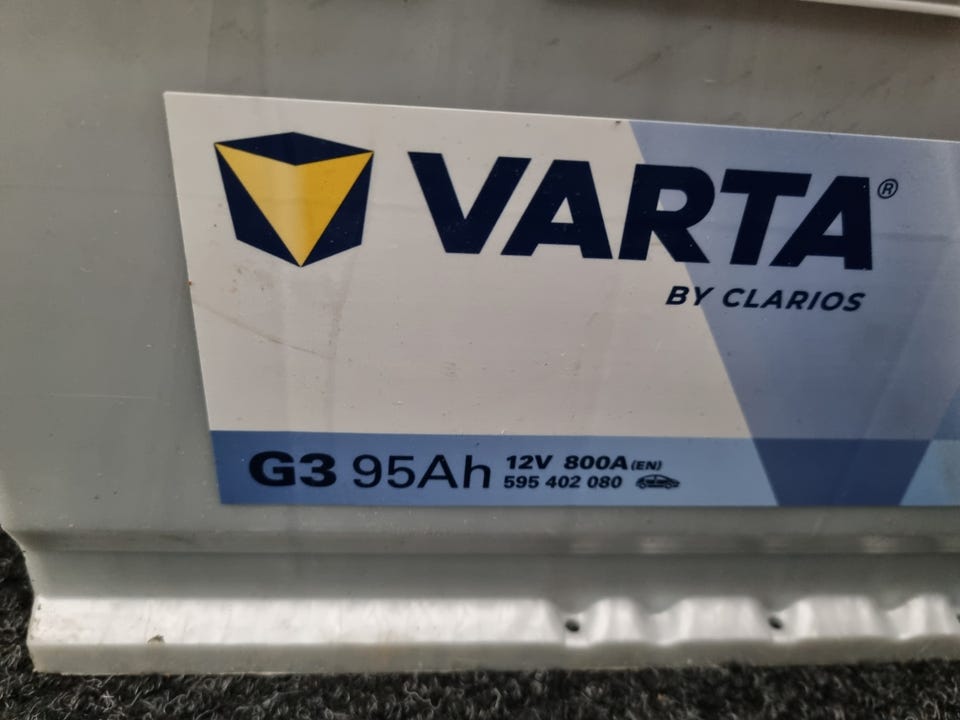 VARTA®
BY CLARIOS
G3 95Ah 12V 800A (EN)
595 402 080